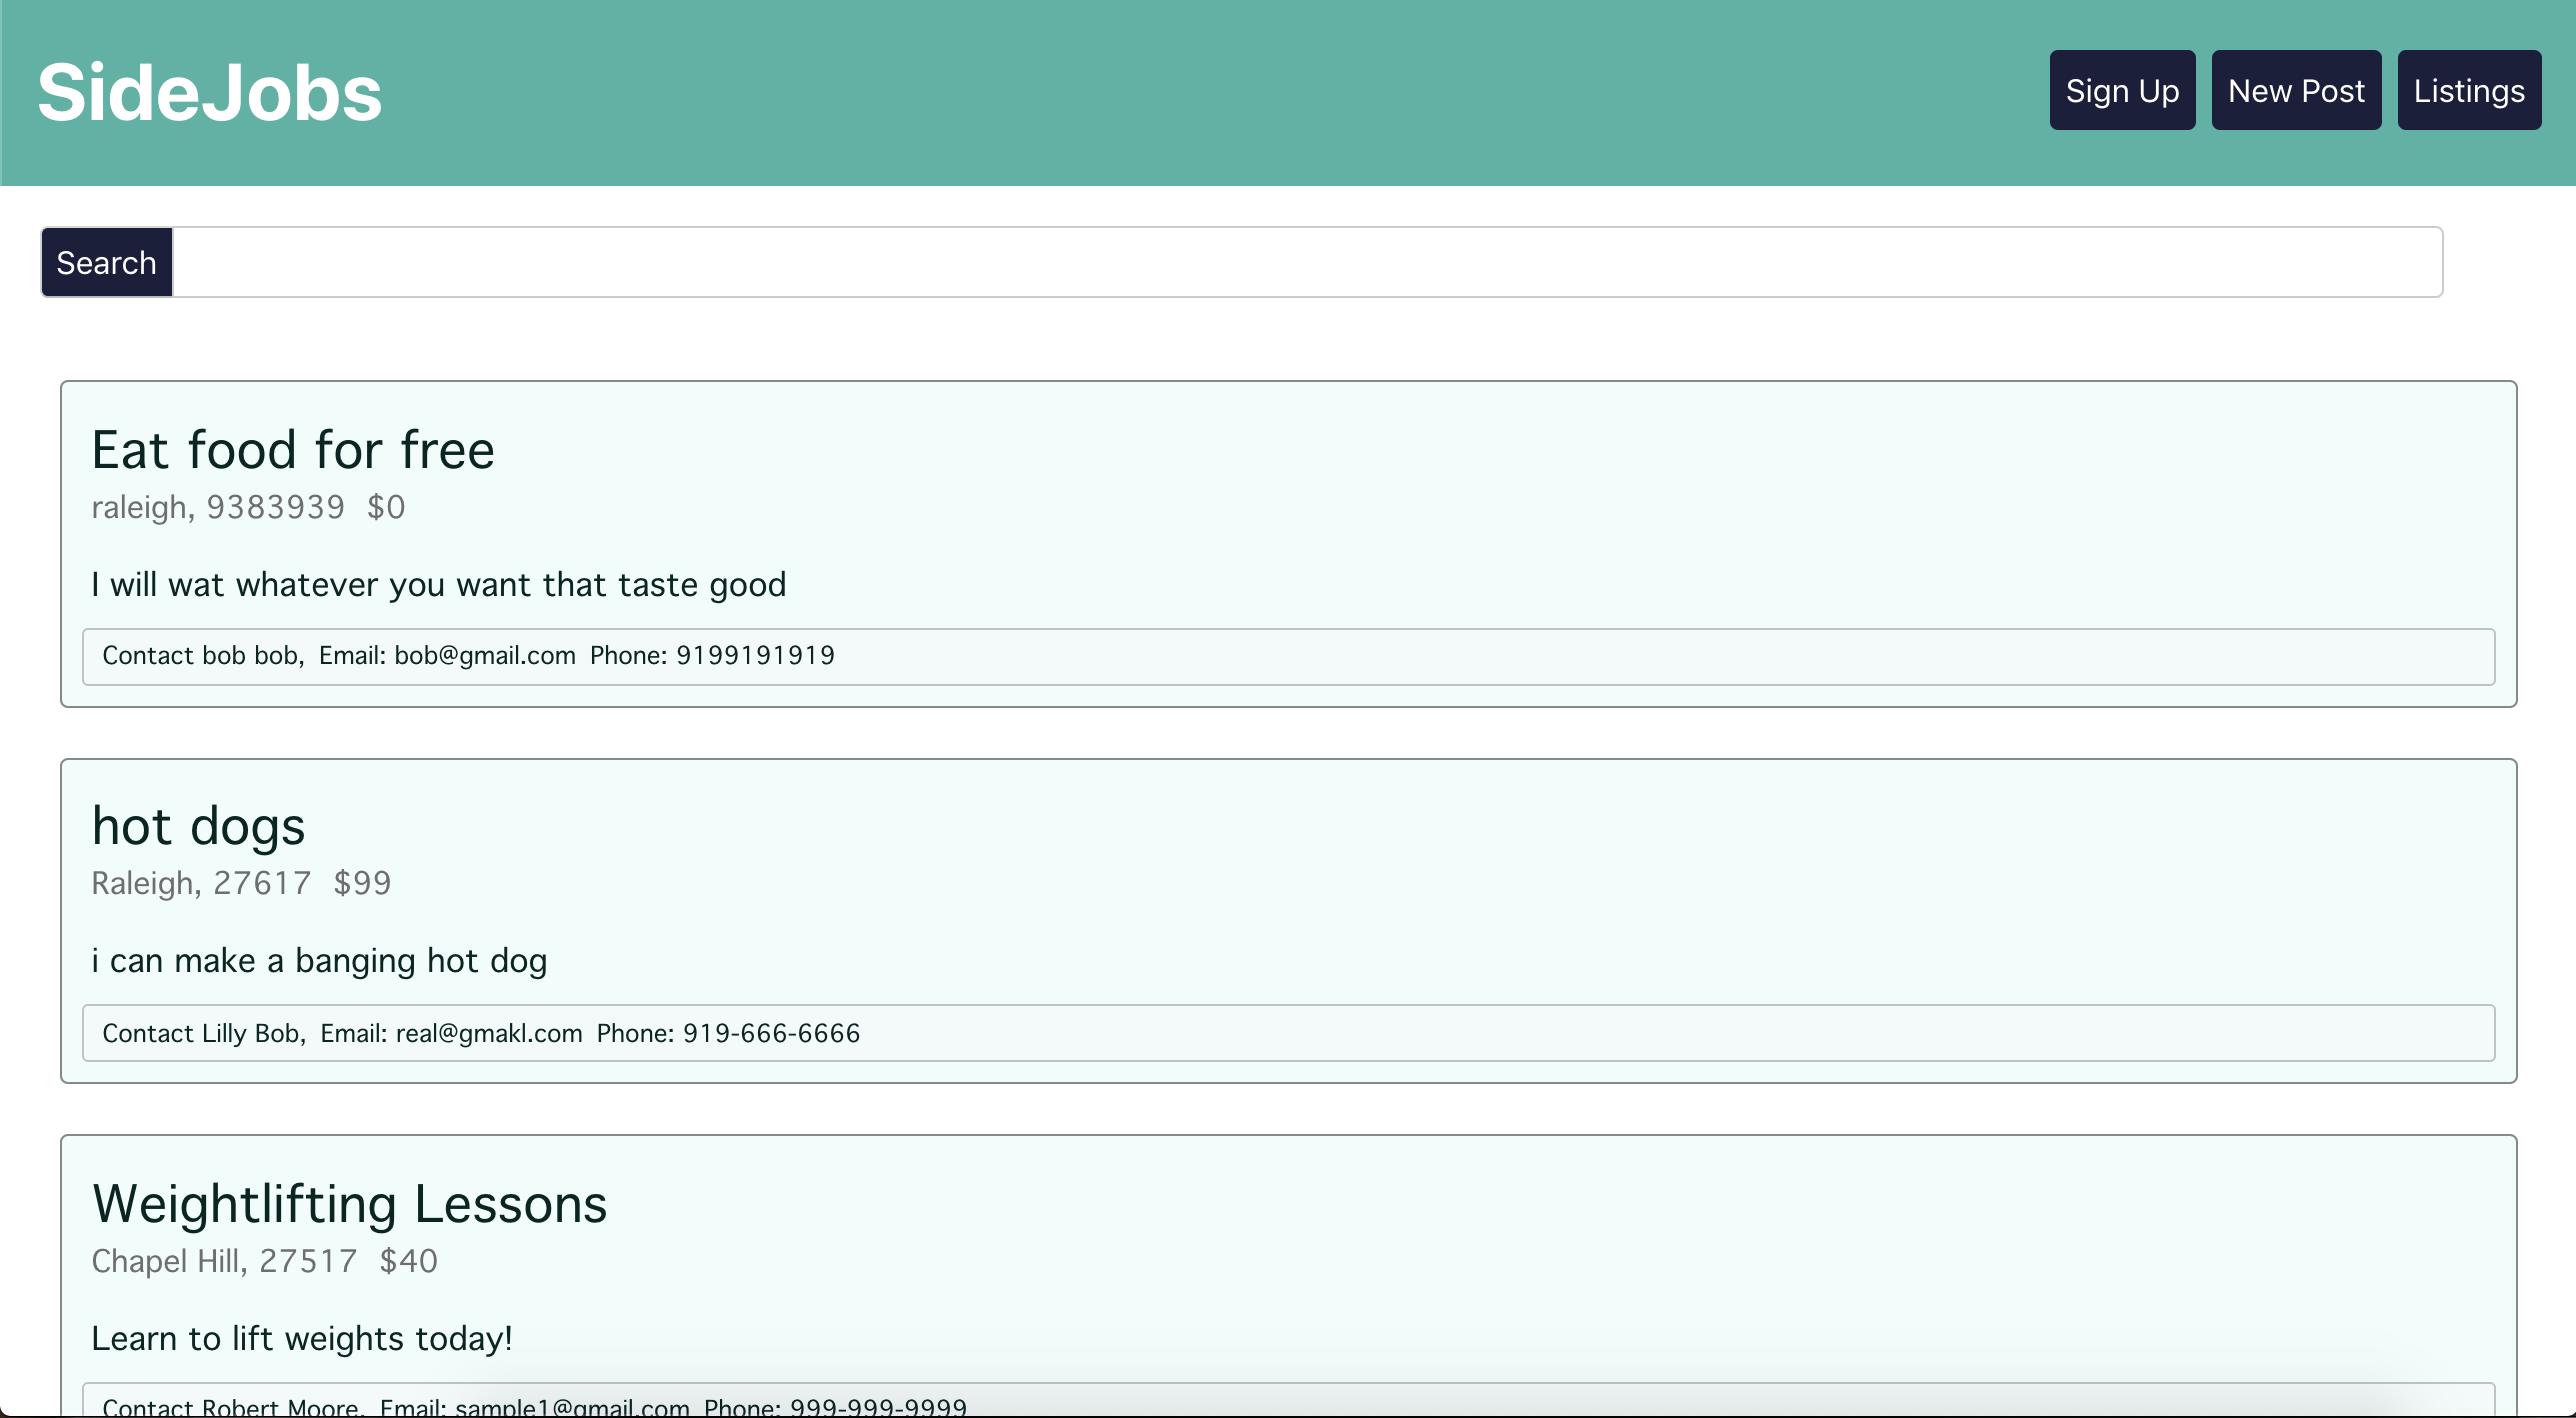 SideJobs
Sign Up
New Post
Listings
Search
Eat food for free
raleigh, 9383939 $0
I will wat whatever you want that taste good
Contact bob bob, Email: bob@gmail.com Phone: 9199191919
hot dogs
Raleigh, 27617 $99
i can make a banging hot dog
Contact Lilly Bob, Email: real@gmakl.com Phone: 919-666-6666
Weightlifting Lessons
Chapel Hill, 27517 $40
Learn to lift weights today!
Contact Robert Moore, Email: sample1@gmail.com Phone: 999-999-9999